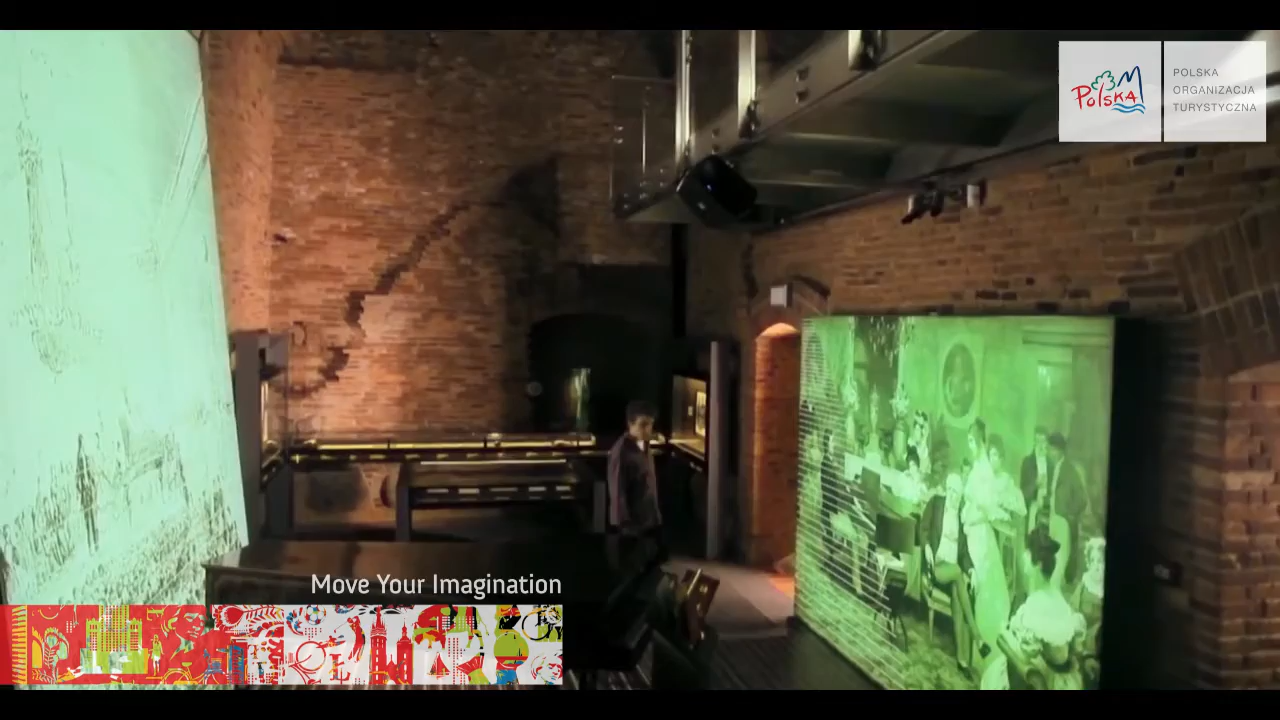 POLSKA
POLSKA
ORGANIZACJA
TURYSTYCZNA
Move Your Imagination